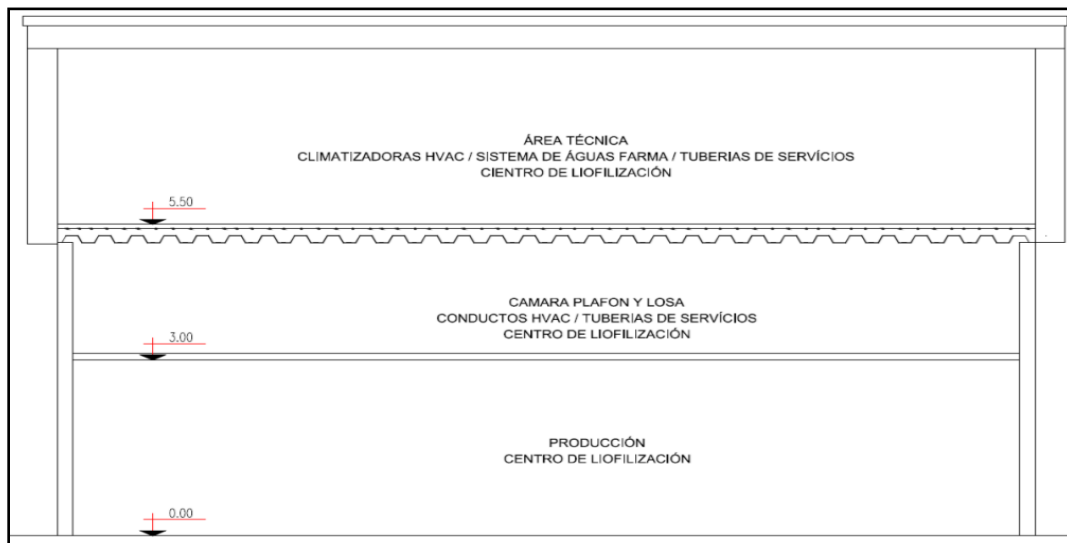 ÁREA TÉCNICA
CLIMATIZADORAS HVAC / SISTEMA DE ÁGUAS FARMA / TUBERIAS DE SERVÍCIOS
CIENTRO DE LIOFILIZACIÓN
5.50
CAMARA PLAFON Y LOSA
CONDUCTOS HVAC / TUBERIAS DE SERVÍCIOS
CENTRO DE LIOFILIZACIÓN
3.00
PRODUCCIÓN
CENTRO DE LIOFILIZACIÓN
0.00